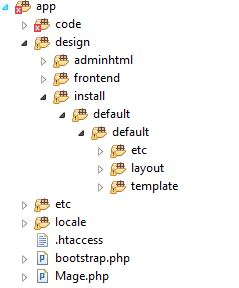 app
code
design
adminhtml
frontend
install
default
default
etc
layout
template
etc
locale
.htaccess
bootstrap.php
Mage.php